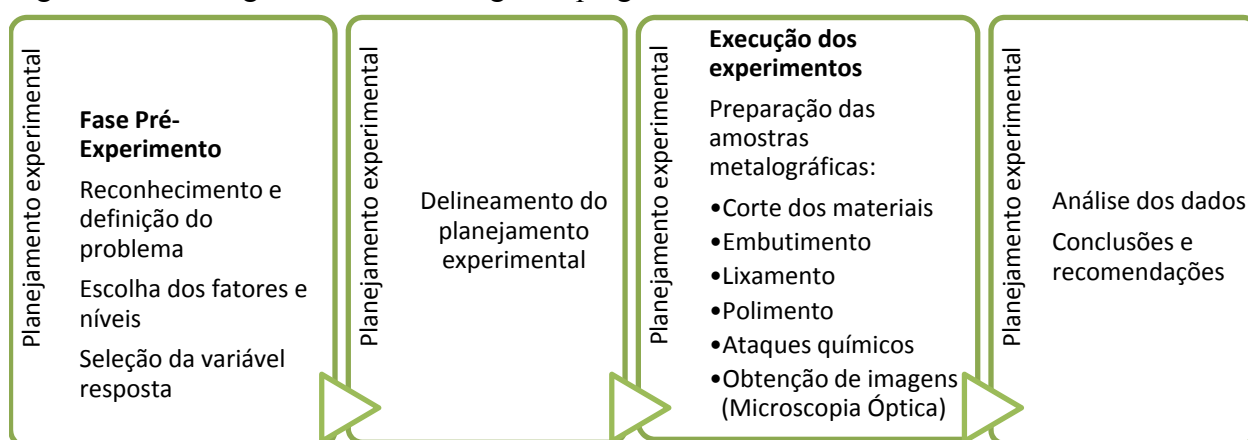 Planejamento experimental
Fase Pré-
Experimento
Reconhecimento e
definição do
problema
Escolha dos fatores e
níveis
Seleção da variável
resposta
Planejamento experimental
Delineamento do
planejamento
experimental
Planejamento experimental
Execução dos
experimentos
Preparação das
amostras
metalográficas:
•Corte dos materiais
•Embutimento
•Lixamento
•Polimento
•Ataques químicos
•Obtenção de imagens
(Microscopia Óptica)
Planejamento experimental
Análise dos dados
Conclusões e
recomendações